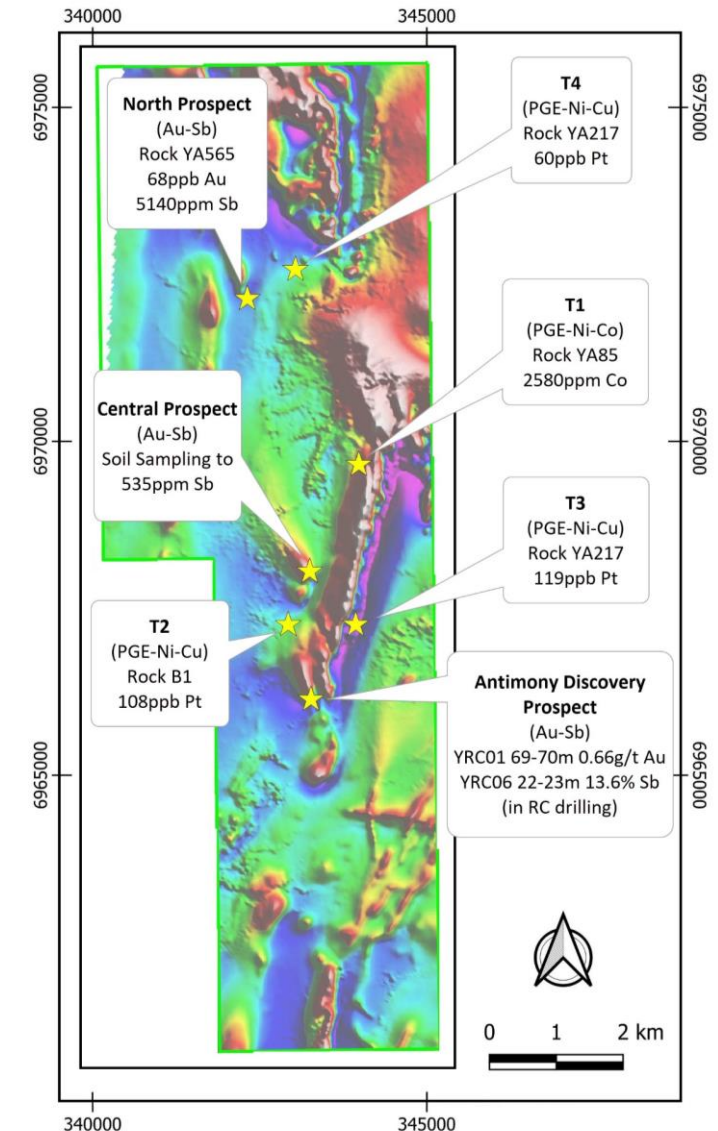 340000
345000
6975000
6975000
North Prospect
(Au-Sb)
Rock YA565
68ppb Au
5140ppm Sb
T4
(PGE-Ni-Cu)
Rock YA217
60ppb Pt
T1
(PGE-Ni-Co)
Rock YA85
2580ppm Co
Central Prospect
(Au-Sb)
Soil Sampling to
535ppm Sb
6970000
6970000
T3
(PGE-Ni-Cu)
Rock YA217
119ppb Pt
T2
(PGE-Ni-Cu)
Rock B1
108ppb Pt
Antimony Discovery
Prospect
(Au-Sb)
YRC01 69-70m 0.66g/t Au
YRC06 22-23m 13.6% Sb
(in RC drilling)
6965000
6965000
0 1 2 km
340000
345000